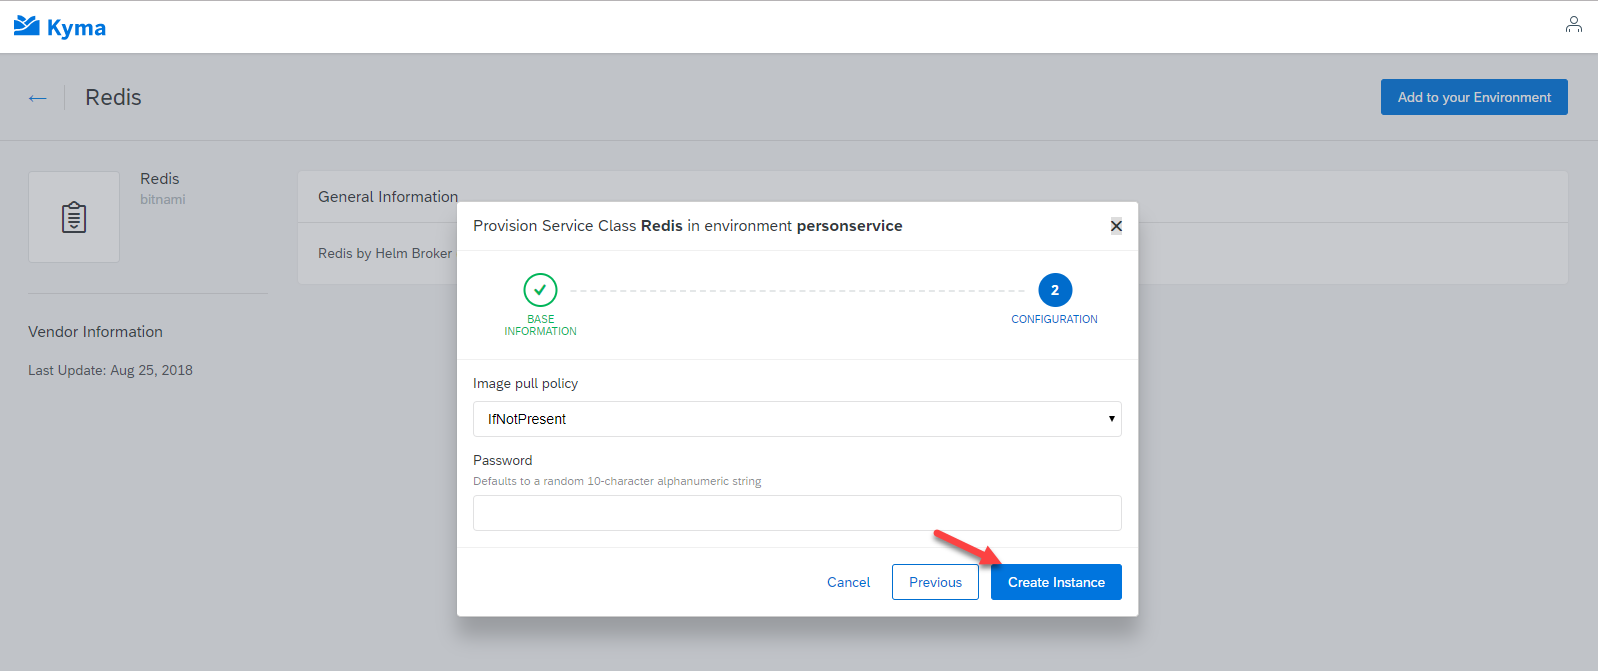 Kyma
Redis
Add to your Environment
Redis
bitnami
General Information
Redis by Helm Broker
Vendor Information
Last Update: Aug 25, 2018
Provision Service Class Redis in environment personservice
2
BASE
INFORMATION
CONFIGURATION
Image pull policy
IfNotPresent
Password
Defaults to a random 10-character alphanumeric string
Cancel
Previous
Create Instance